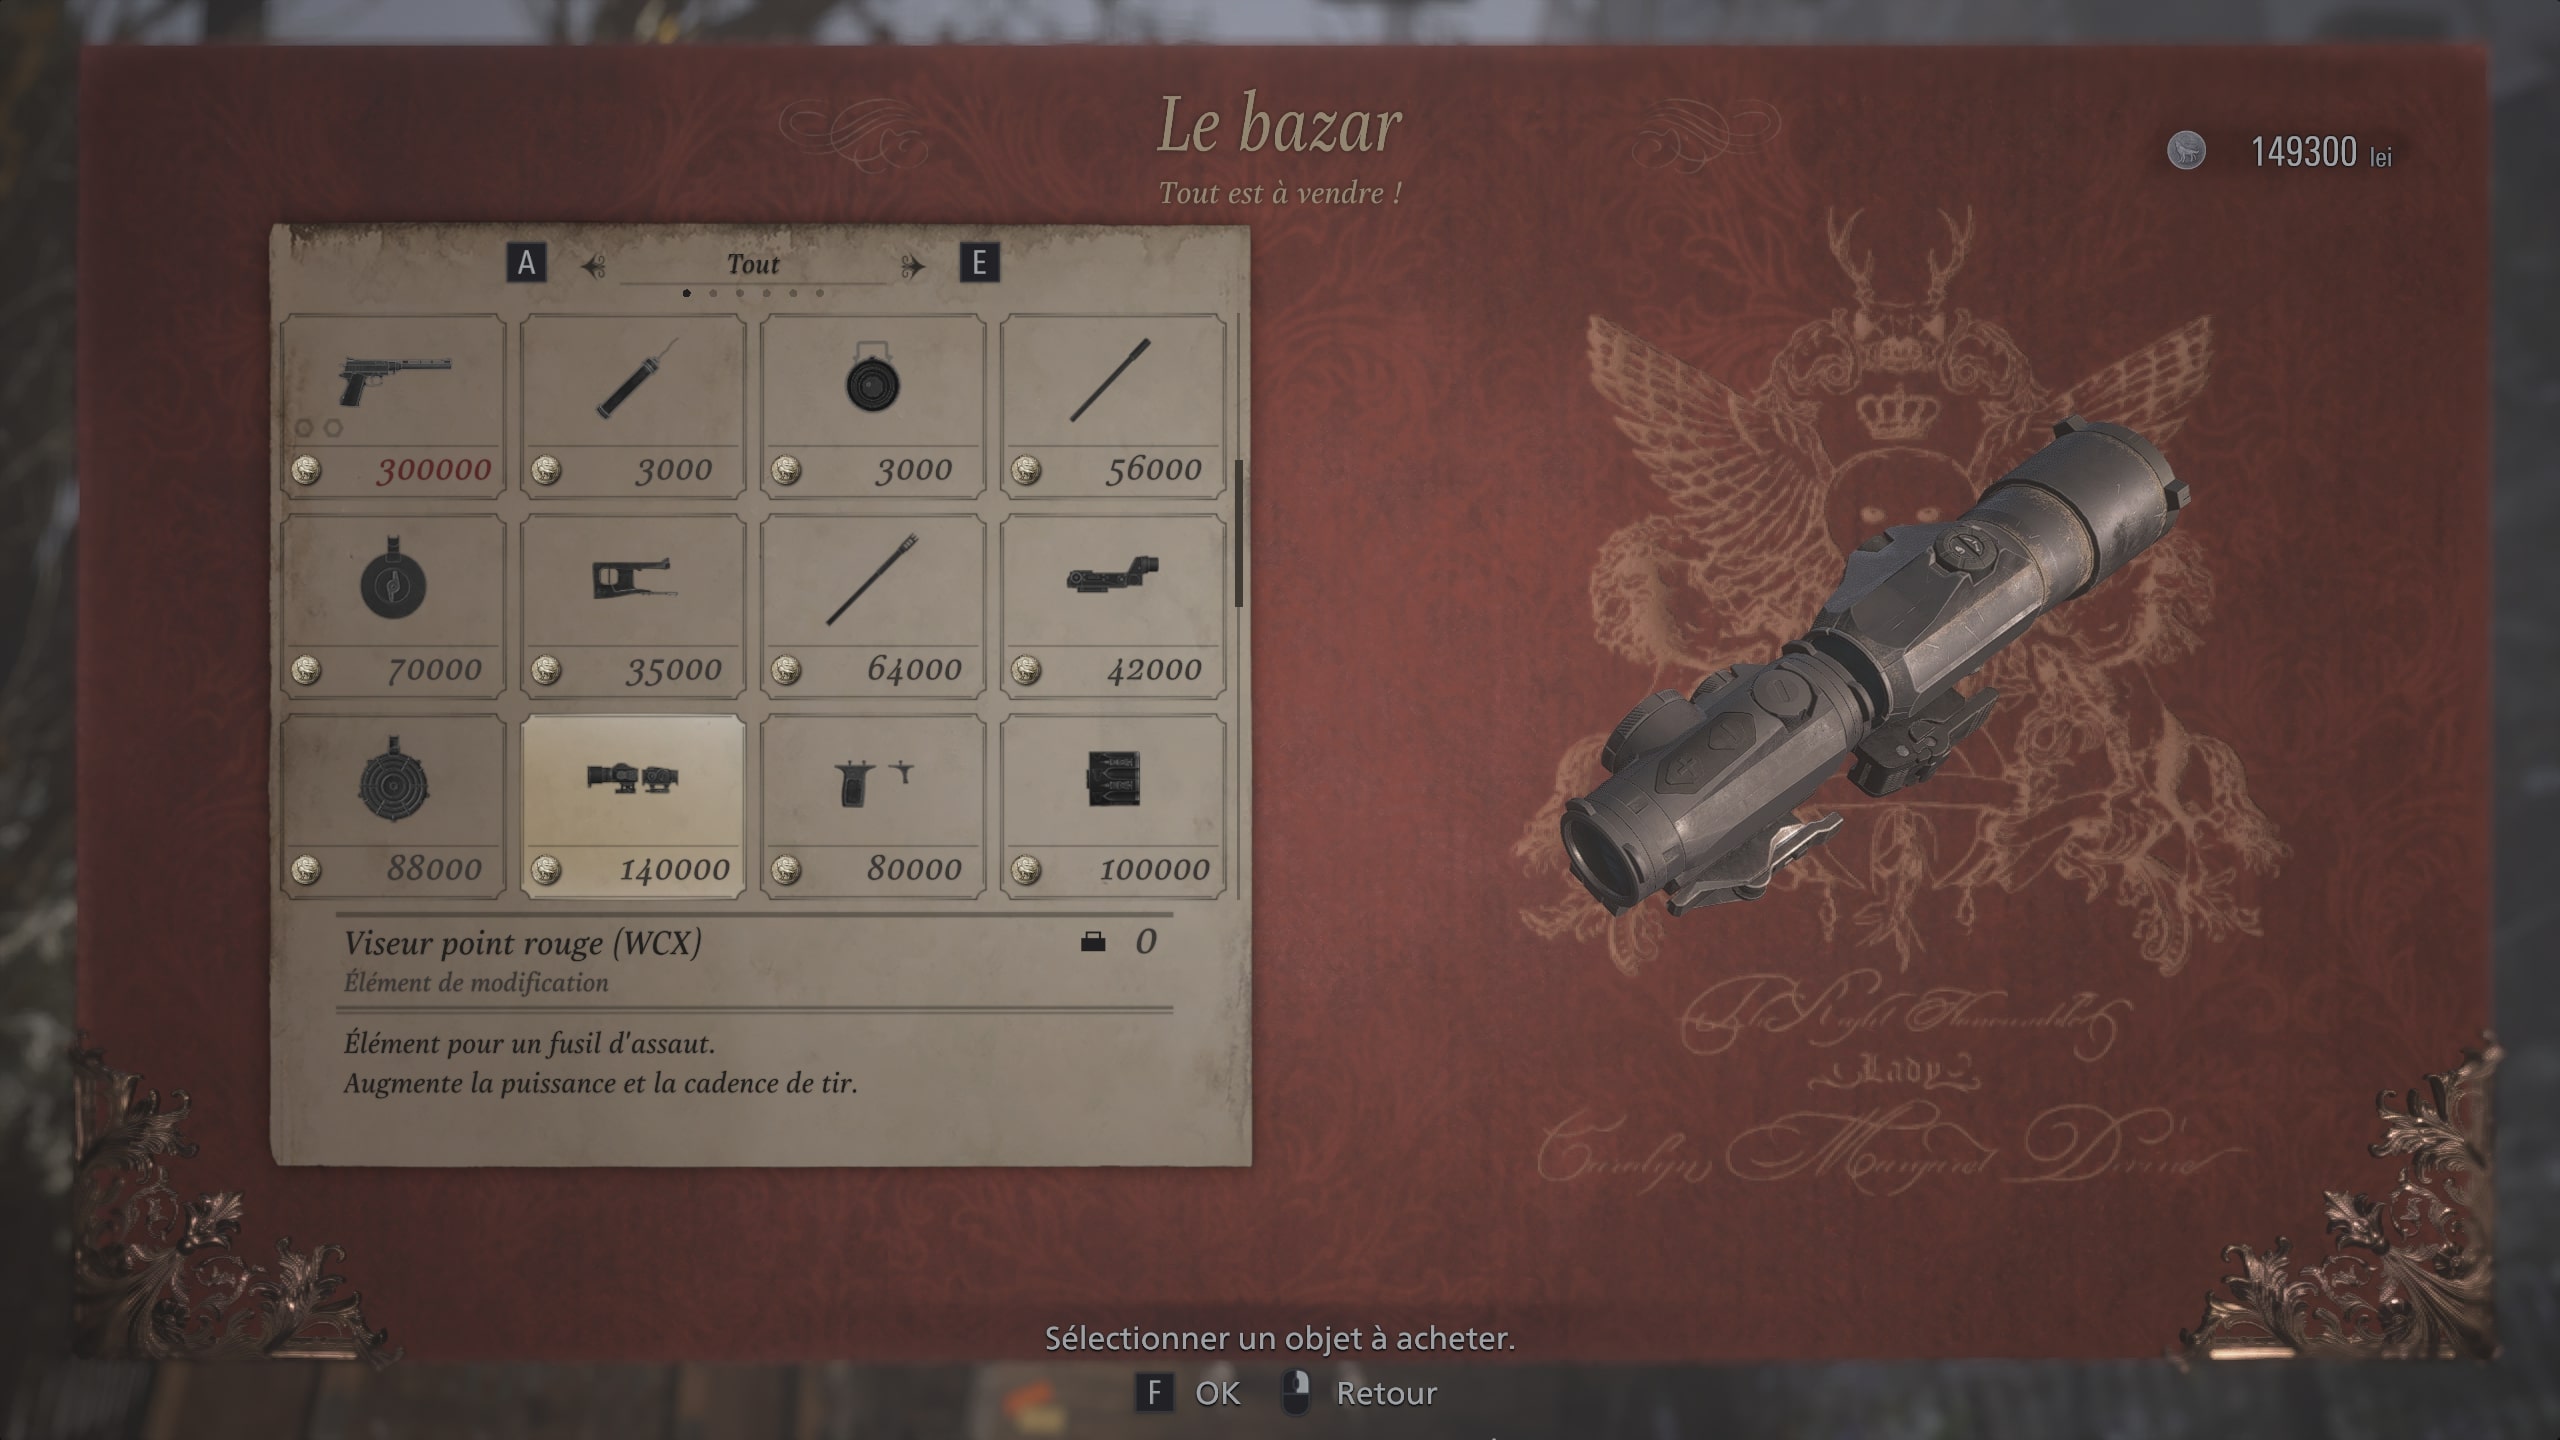 Le bazar
Tout est à vendre !
149300 lei
A Tout E
300000 3000 3000 56000
70000 35000 64000 42000
88000 140000 80000 100000
Viseur point rouge (WCX) 0
Élément de modification
Élément pour un fusil d'assaut.
Augmente la puissance et la cadence de tir.
Lady
Sélectionner un objet à acheter.
F OK Retour